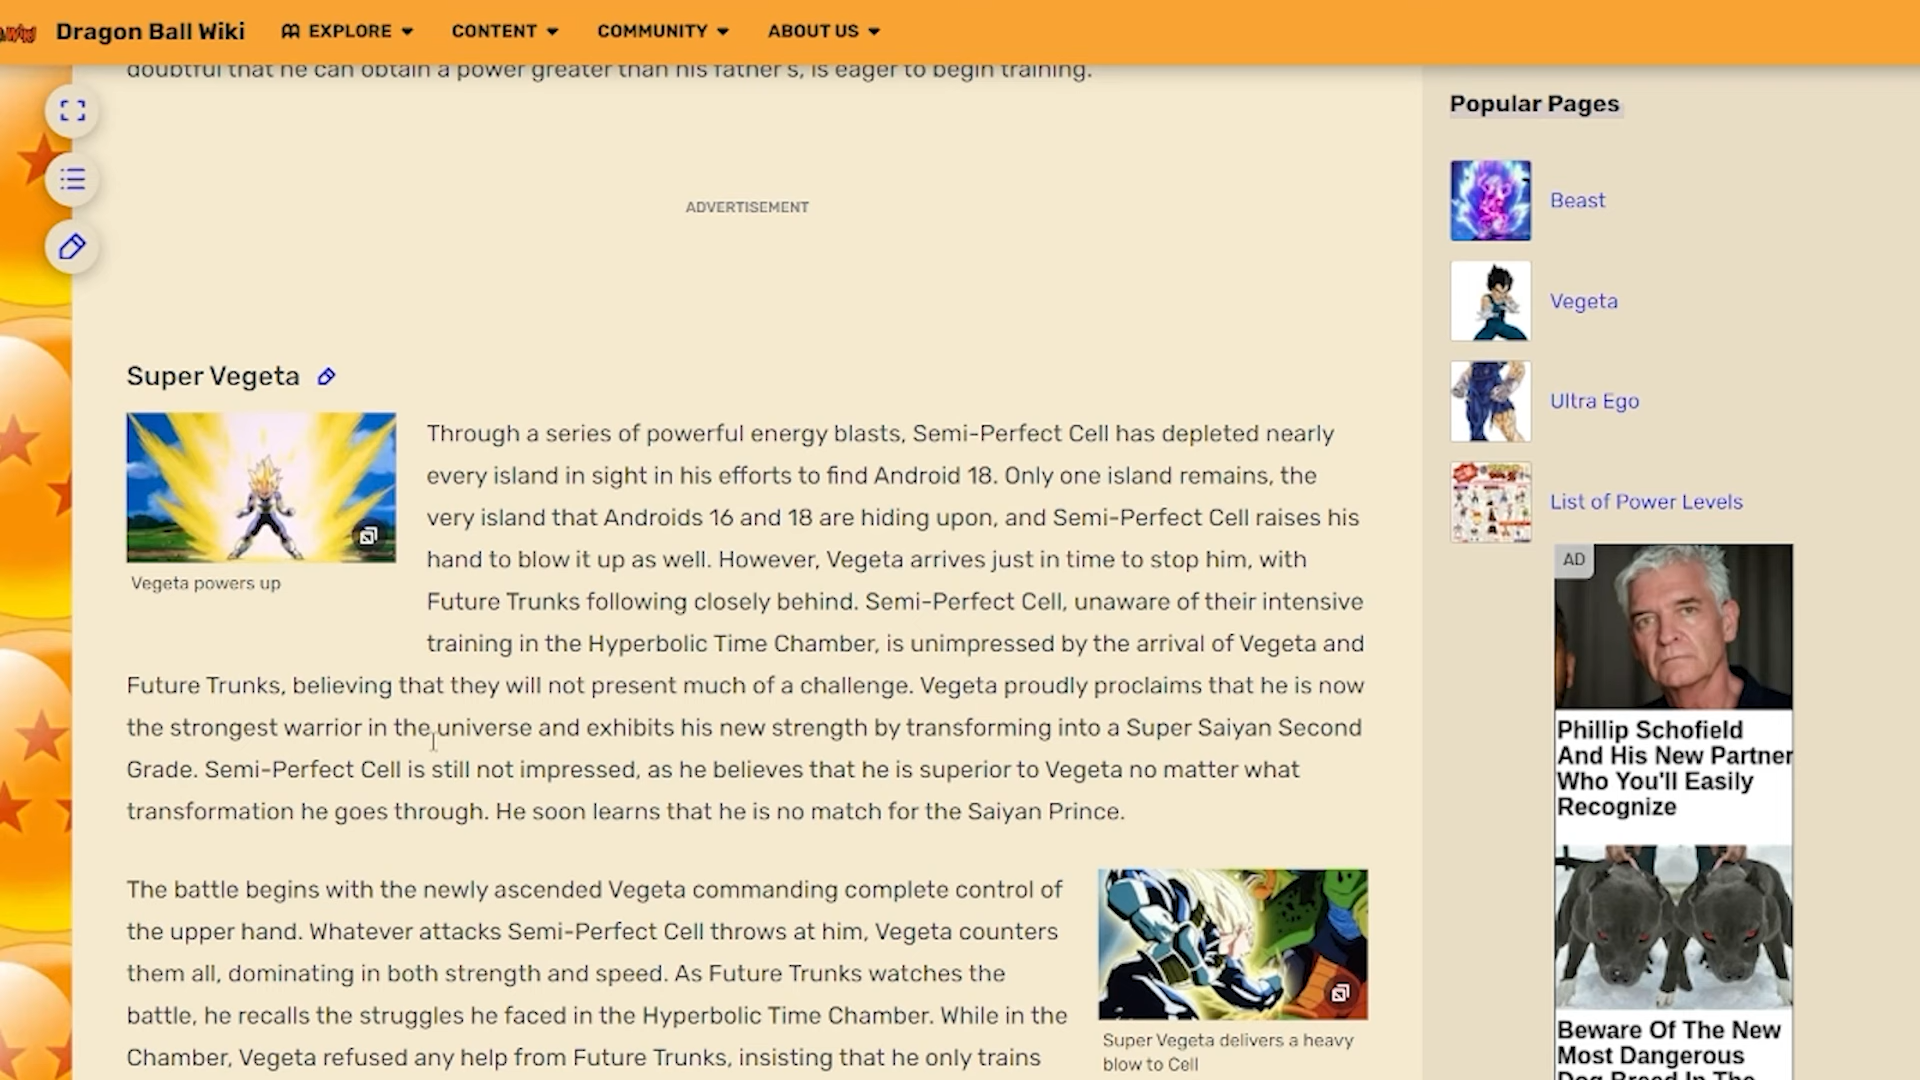 Dragon Ball Wiki
EXPLORE
CONTENT
COMMUNITY
ABOUT US
doubtful that he can obtain a power greater than his father's, is eager to begin training.
ADVERTISEMENT
Super Vegeta
Vegeta powers up
Through a series of powerful energy blasts, Semi-Perfect Cell has depleted nearly
every island in sight in his efforts to find Android 18. Only one island remains, the
very island that Androids 16 and 18 are hiding upon, and Semi-Perfect Cell raises his
hand to blow it up as well. However, Vegeta arrives just in time to stop him, with
Future Trunks following closely behind. Semi-Perfect Cell, unaware of their intensive
training in the Hyperbolic Time Chamber, is unimpressed by the arrival of Vegeta and
Future Trunks, believing that they will not present much of a challenge. Vegeta proudly proclaims that he is now
the strongest warrior in the universe and exhibits his new strength by transforming into a Super Saiyan Second
Grade. Semi-Perfect Cell is still not impressed, as he believes that he is superior to Vegeta no matter what
transformation he goes through. He soon learns that he is no match for the Saiyan Prince.
The battle begins with the newly ascended Vegeta commanding complete control of
the upper hand. Whatever attacks Semi-Perfect Cell throws at him, Vegeta counters
them all, dominating in both strength and speed. As Future Trunks watches the
battle, he recalls the struggles he faced in the Hyperbolic Time Chamber. While in the
Chamber, Vegeta refused any help from Future Trunks, insisting that he only trains
Super Vegeta delivers a heavy
blow to Cell
Popular Pages
Beast
Vegeta
Ultra Ego
List of Power Levels
AD
Phillip Schofield
And His New Partner
Who You'll Easily
Recognize
Beware Of The New
Most Dangerous
Dog Breed In The